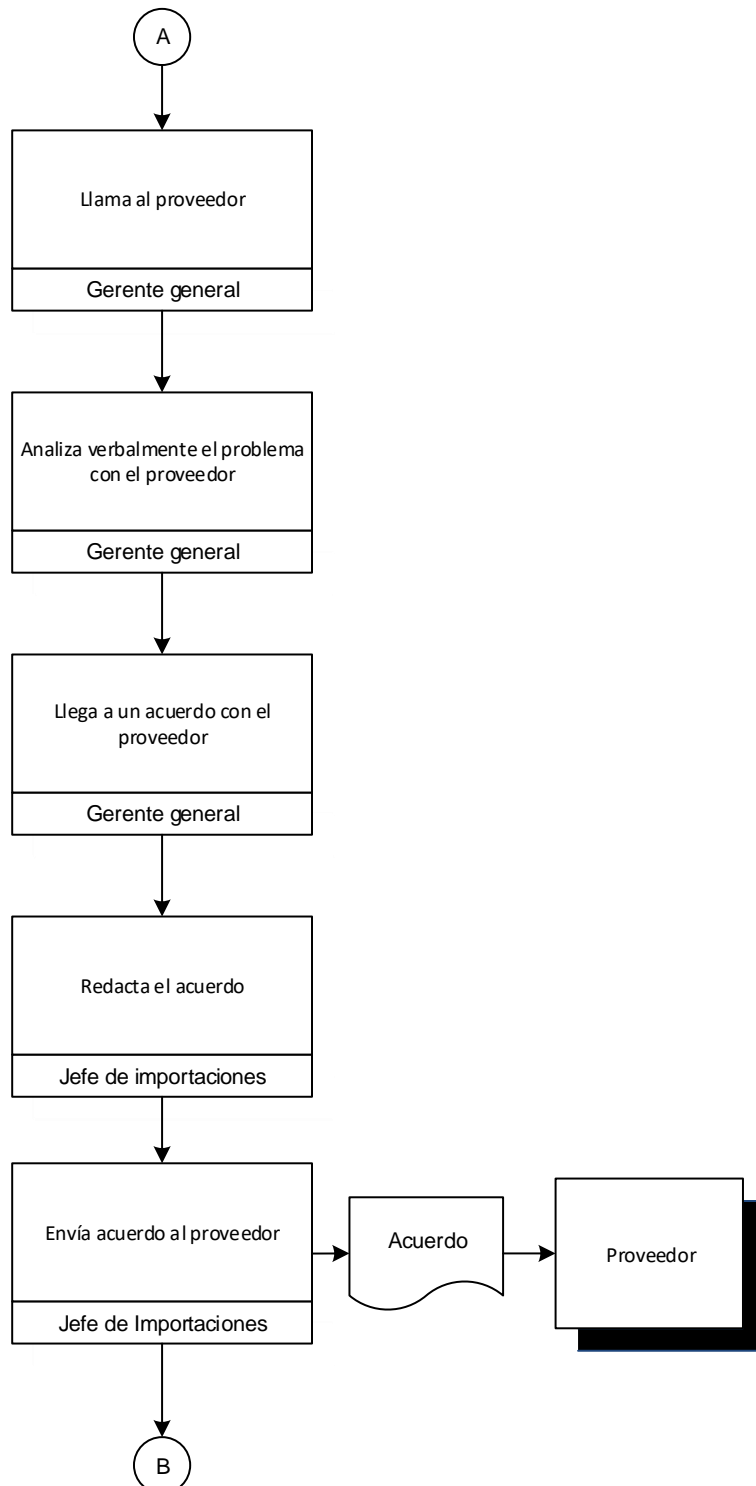 A
Llama al proveedor
Gerente general
Analiza verbalmente el problema
con el proveedor
Gerente general
Llega a un acuerdo con el
proveedor
Gerente general
Redacta el acuerdo
Jefe de importaciones
Envía acuerdo al proveedor
Acuerdo
Proveedor
Jefe de Importaciones
B